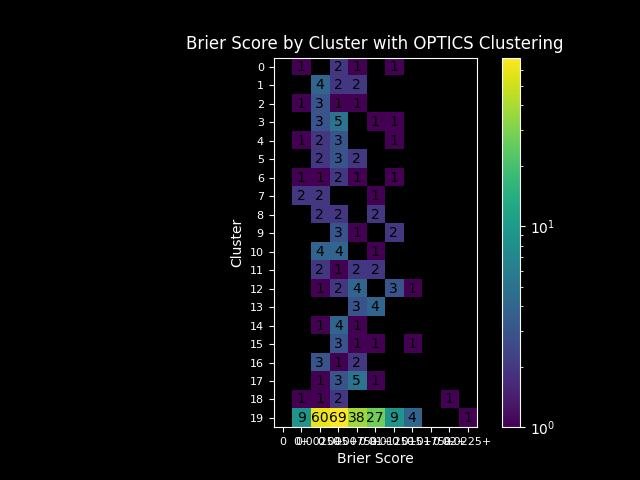 Brier Score by Cluster with OPTICS Clustering
0 1 2 1 1
1 4 2 2
2 1 3 1 1
3 3 5 1 1
4 1 2 3 1
5 2 3 2
6 1 1 2 1 1
7 2 2 1
8 2 2 2
9 3 1 2
10 4 4 1
11 2 1 2 2
12 1 2 4 3 1
13 3 4
14 1 4 1
15 3 1 1 1
16 3 1 2
17 1 3 5 1
18 1 1 2 1
19 9 60 69 38 27 9 4 1
0
Brier Score
Cluster
10¹
10⁰